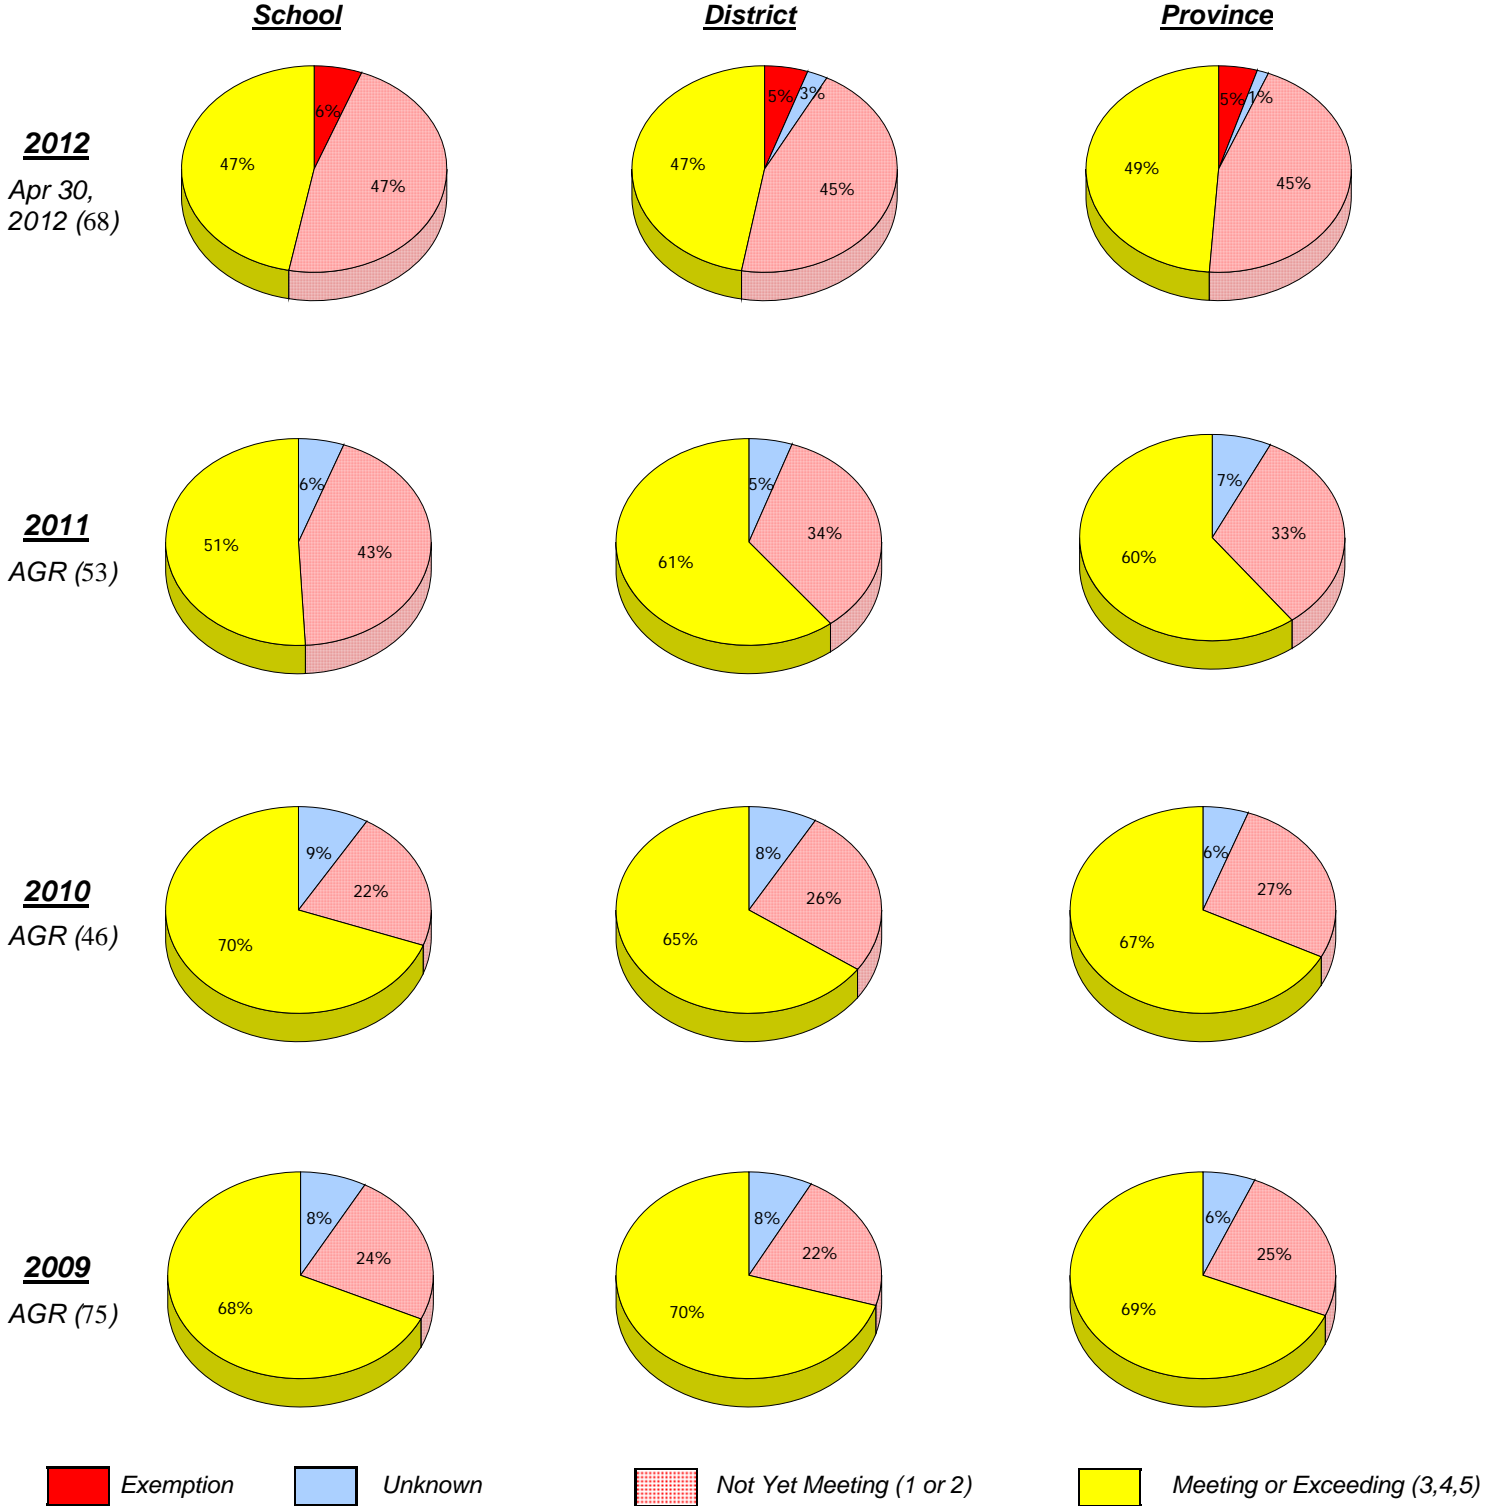 School District Province
6% 5% 3% 5% 1%
2012
47% 47% 47% 45% 49% 45%
Apr 30,
2012 (68)
6% 5% 7%
2011
51% 43% 61% 34% 60% 33%
AGR (53)
9% 8% 6%
2010
70% 22% 65% 26% 67% 27%
AGR (46)
8% 8% 6%
2009
68% 24% 70% 22% 69% 25%
AGR (75)
Exemption Unknown Not Yet Meeting (1 or 2) Meeting or Exceeding (3,4,5)